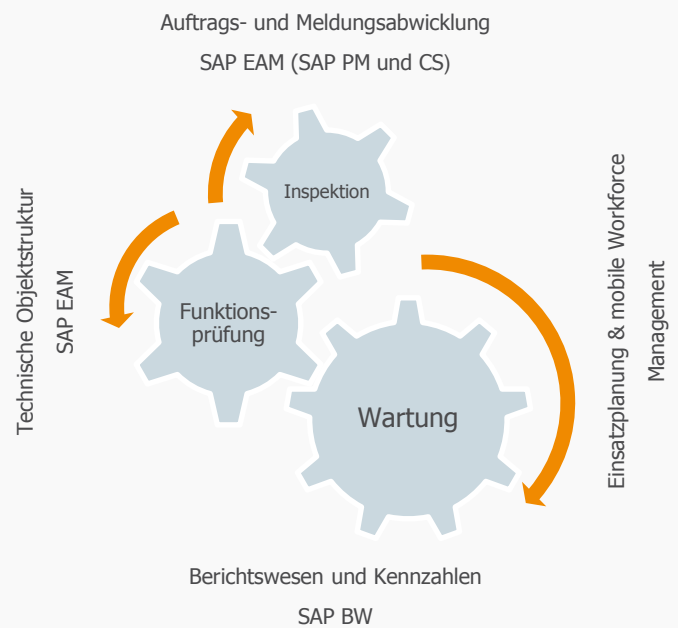 Auftrags- und Meldungsabwicklung
SAP EAM (SAP PM und CS)
Inspektion
Technische Objektstruktur
SAP EAM
Funktions-
prüfung
Wartung
Einsatzplanung & mobile Workforce
Management
Berichtswesen und Kennzahlen
SAP BW